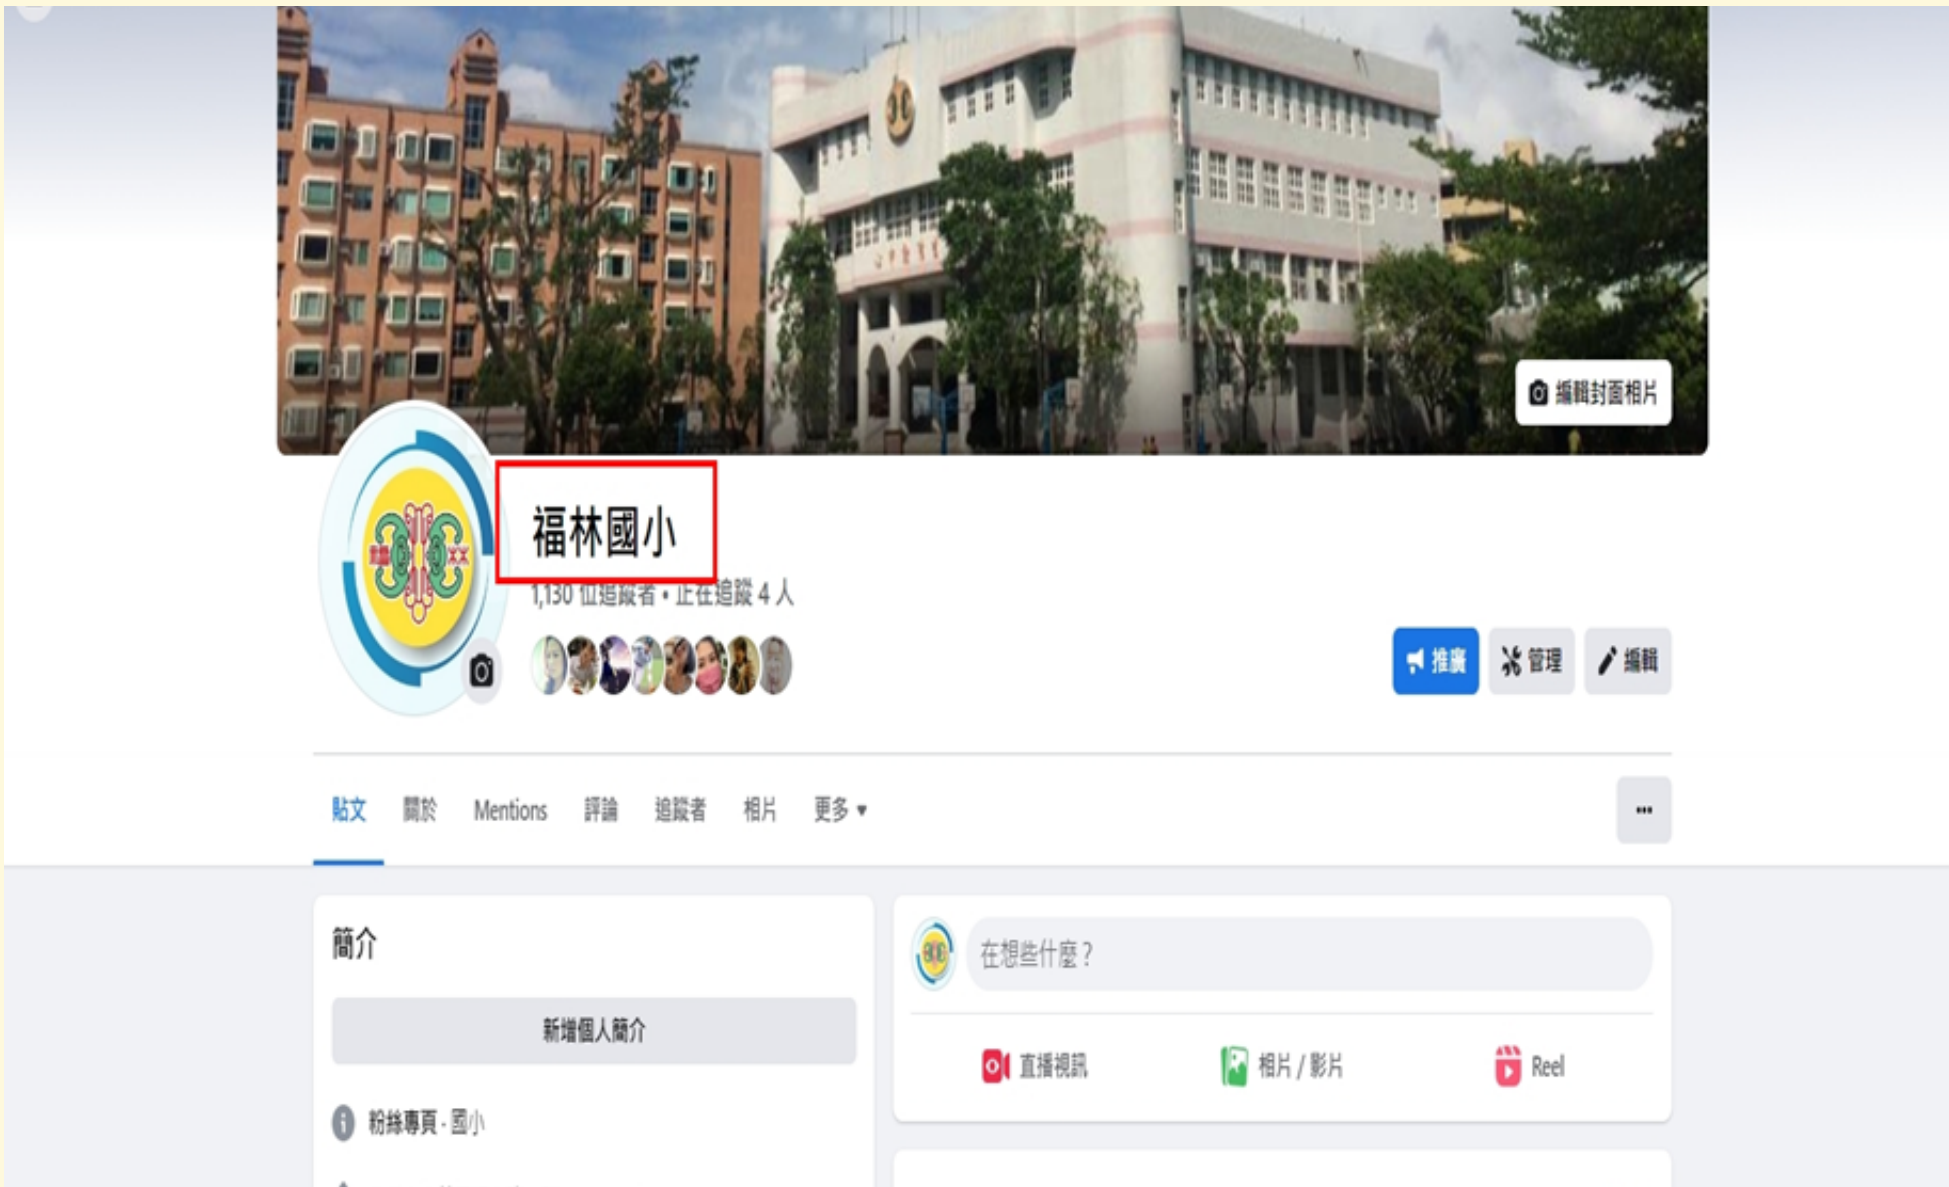 編輯封面相片
福林國小
1,130 位追蹤者 • 正在追蹤 4 人
推廣 管理 編輯
貼文 關於 Mentions 評論 追蹤者 相片 更多
簡介
新增個人簡介
粉絲專頁 - 國小
在想些什麼？
直播視訊 相片 / 影片 Reel